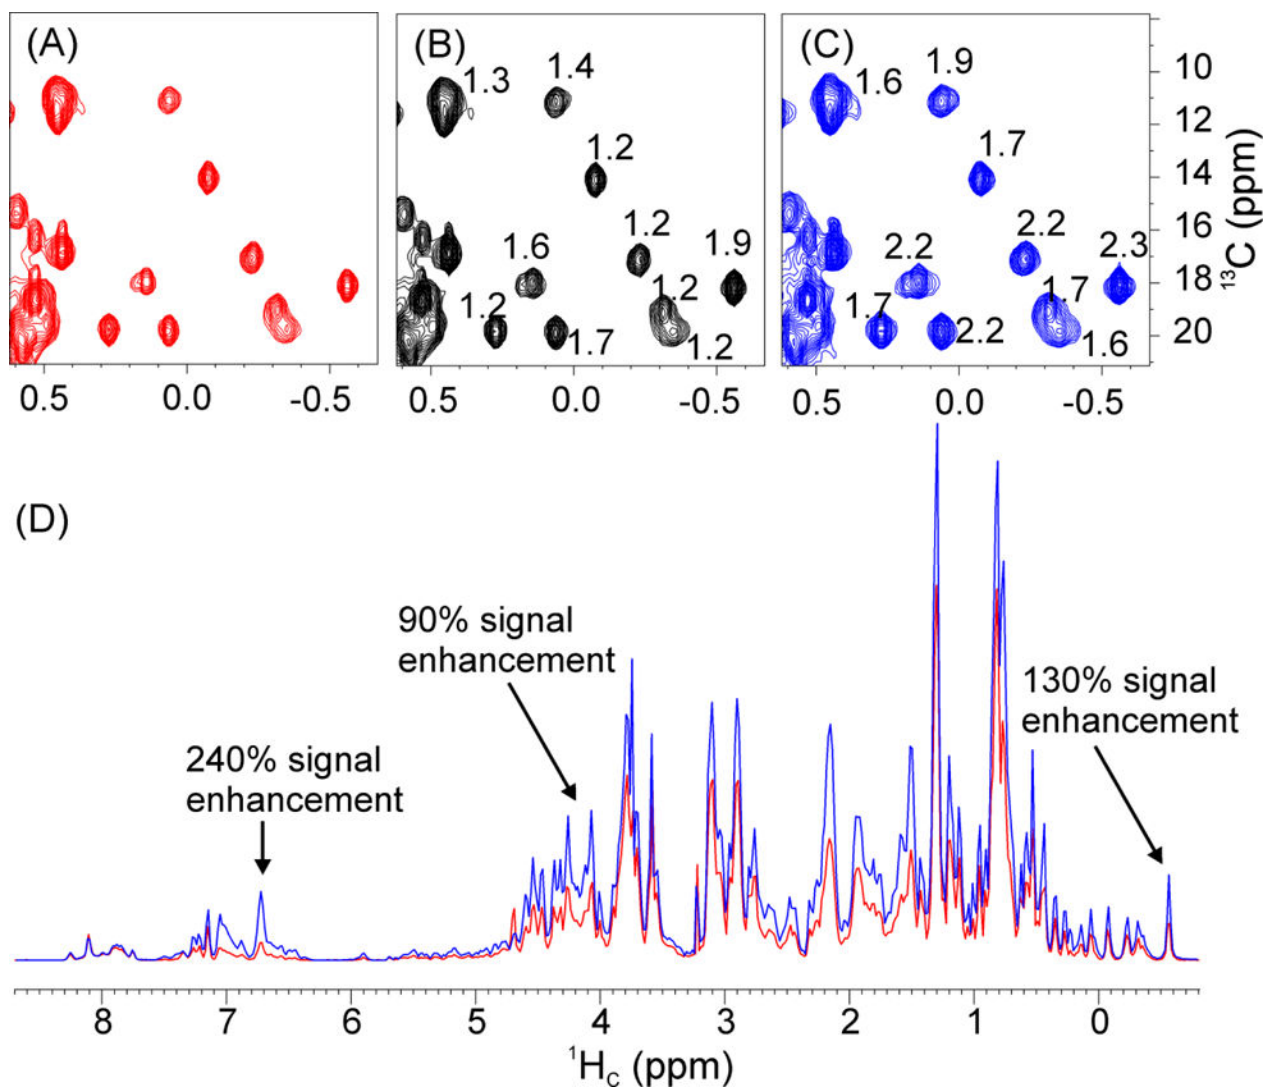 (A)
(B)
1.3
1.4
1.2
1.2
1.6
1.9
1.2
1.2
1.7
1.2
(C)
1.6
1.9
1.7
2.2
2.2
2.3
1.7
1.7
2.2
1.6
10
12
14
16
18
20
13C (ppm)
0.5 0.0 -0.5
0.5 0.0 -0.5
0.5 0.0 -0.5
(D)
90% signal
enhancement
130% signal
enhancement
240% signal
enhancement
8 7 6 5 4 3 2 1 0
1HC (ppm)